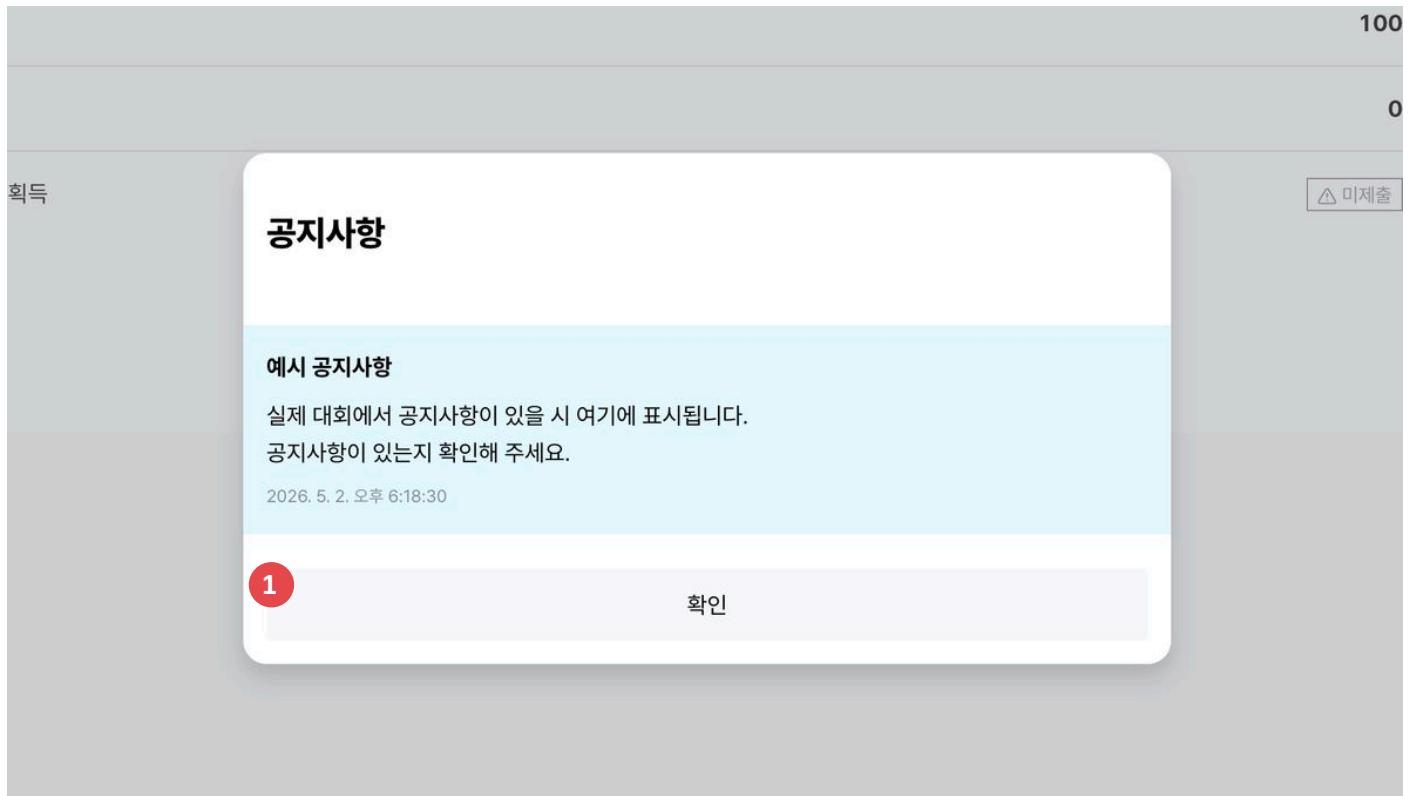 100
0
획득
미제출
공지사항
예시 공지사항
실제 대회에서 공지사항이 있을 시 여기에 표시됩니다.
공지사항이 있는지 확인해 주세요.
2026. 5. 2. 오후 6:18:30
1
확인